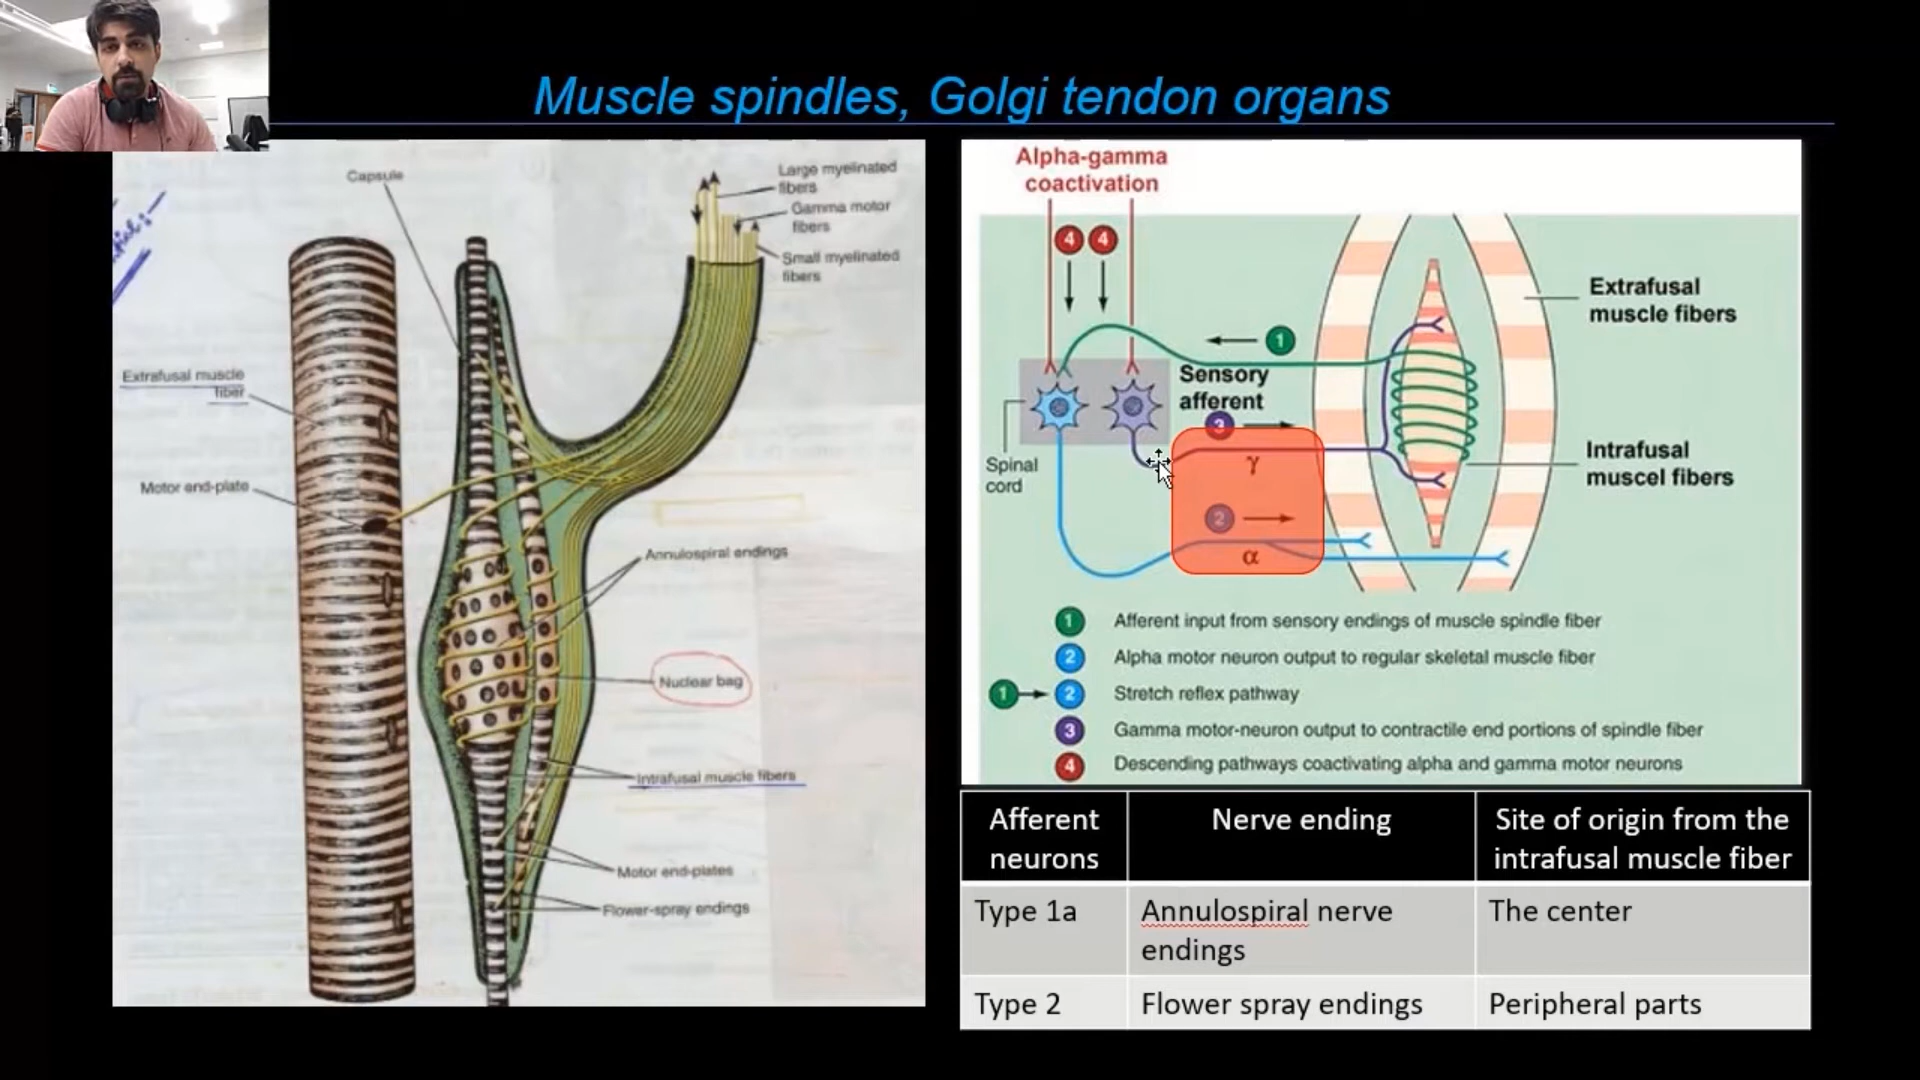 Muscle spindles, Golgi tendon organs
Capsule
Large myelinated
fibers
Gamma motor
fibers
Small myelinated
fibers
Extrafusal muscle
fiber
Motor end-plate
Annulospiral endings
Nuclear bag
Intrafusal muscle fibers
Motor end-plates
Flower-spray endings
Alpha-gamma
coactivation
4 4
1
Sensory
afferent
3
γ
2
α
Spinal
cord
Extrafusal
muscle fibers
Intrafusal
muscel fibers
1 Afferent input from sensory endings of muscle spindle fiber
2 Alpha motor neuron output to regular skeletal muscle fiber
1 2 Stretch reflex pathway
3 Gamma motor-neuron output to contractile end portions of spindle fiber
4 Descending pathways coactivating alpha and gamma motor neurons
Afferent neurons Nerve ending Site of origin from the intrafusal muscle fiber
Type 1a Annulospiral nerve endings The center
Type 2 Flower spray endings Peripheral parts